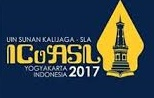 UIN SUNAN KALIJAGA - SLA
ICoASL
YOGYAKARTA
INDONESIA 2017